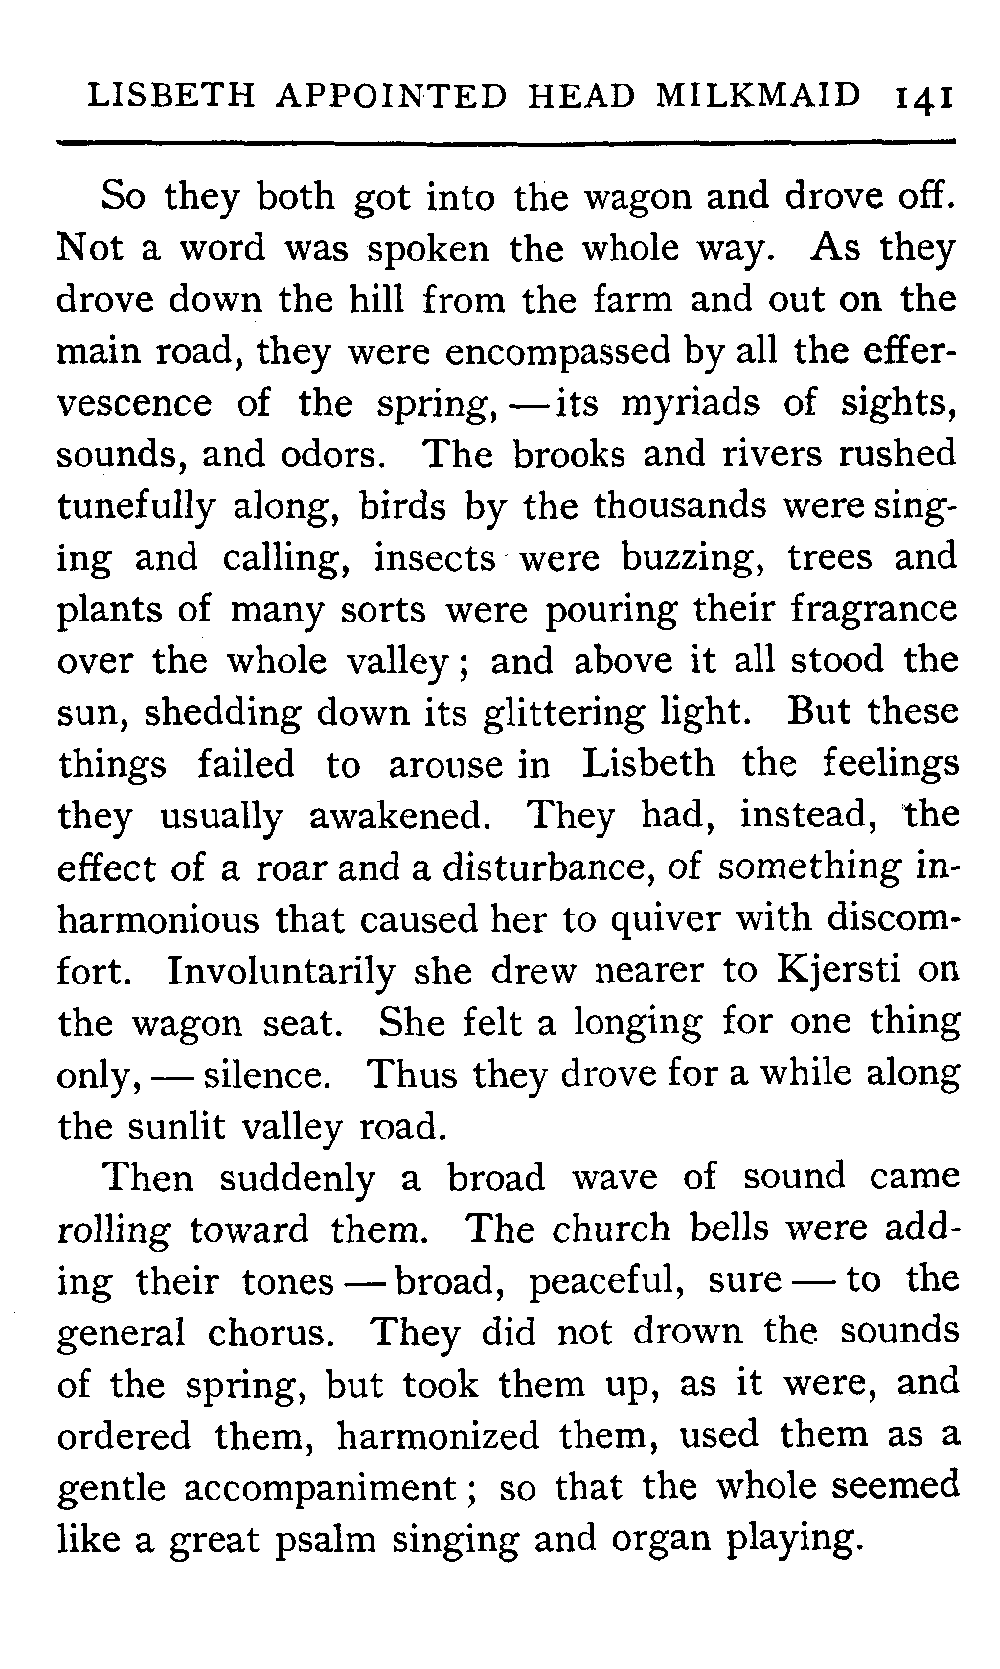 LISBETH APPOINTED HEAD MILKMAID 141
So they both got into the wagon and drove off.
Not a word was spoken the whole way. As they
drove down the hill from the farm and out on the
main road, they were encompassed by all the effer-
vescence of the spring, — its myriads of sights,
sounds, and odors. The brooks and rivers rushed
tunefully along, birds by the thousands were sing-
ing and calling, insects were buzzing, trees and
plants of many sorts were pouring their fragrance
over the whole valley; and above it all stood the
sun, shedding down its glittering light. But these
things failed to arouse in Lisbeth the feelings
they usually awakened. They had, instead, the
effect of a roar and a disturbance, of something in-
harmonious that caused her to quiver with discom-
fort. Involuntarily she drew nearer to Kjersti on
the wagon seat. She felt a longing for one thing
only, — silence. Thus they drove for a while along
the sunlit valley road.
Then suddenly a broad wave of sound came
rolling toward them. The church bells were add-
ing their tones — broad, peaceful, sure — to the
general chorus. They did not drown the sounds
of the spring, but took them up, as it were, and
ordered them, harmonized them, used them as a
gentle accompaniment; so that the whole seemed
like a great psalm singing and organ playing.